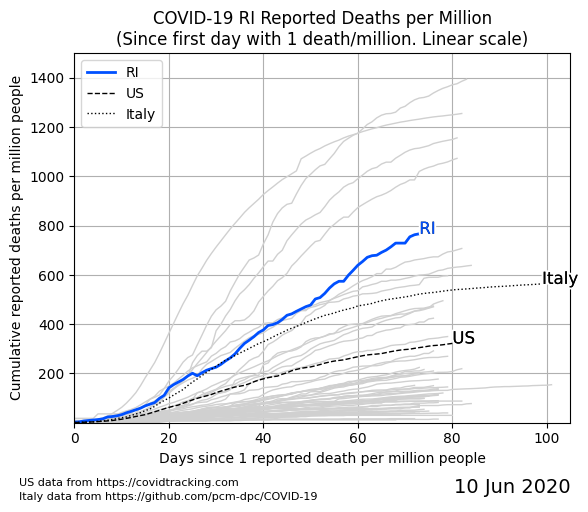 COVID-19 RI Reported Deaths per Million
(Since first day with 1 death/million. Linear scale)
Cumulative reported deaths per million people
1400
1200
1000
800
600
400
200
RI
US
Italy
RI
Italy
US
0
20
40
60
80
100
Days since 1 reported death per million people
US data from https://covidtracking.com
Italy data from https://github.com/pcm-dpc/COVID-19
10 Jun 2020